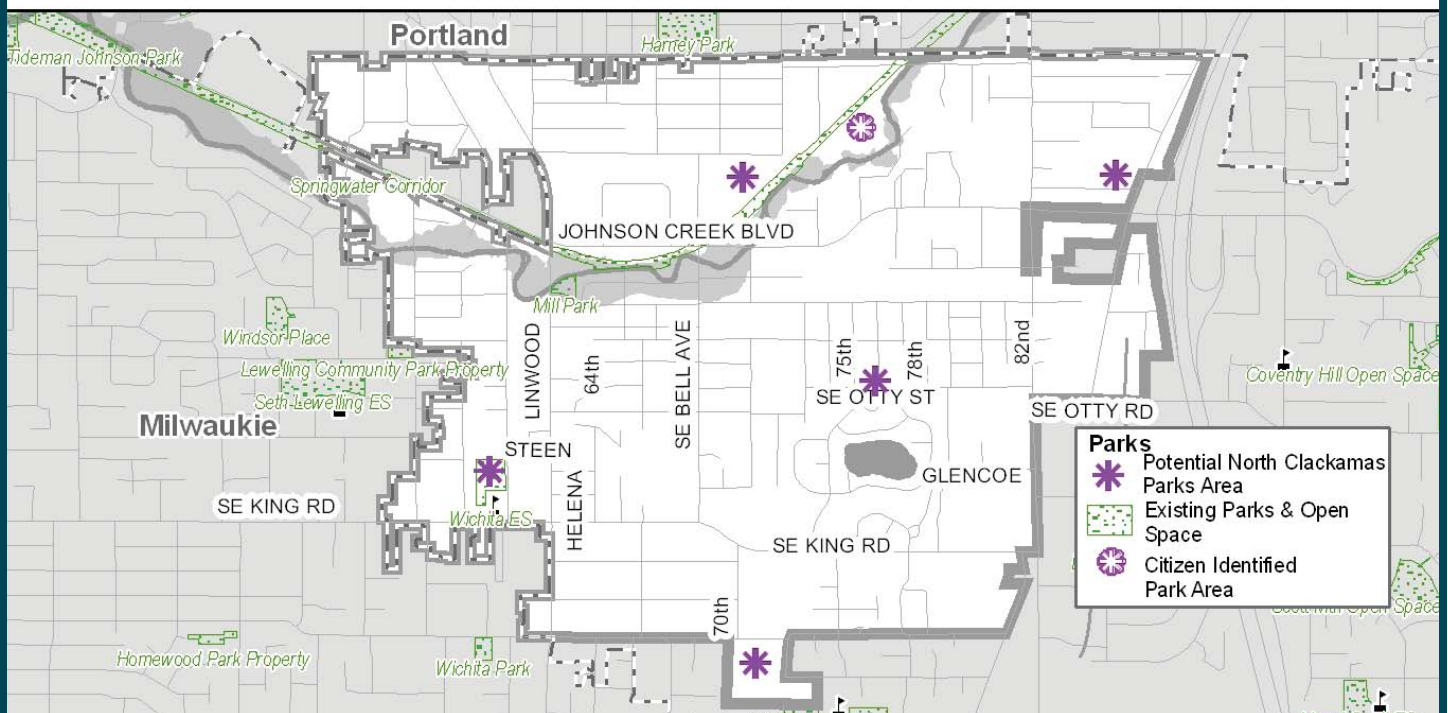 Portland
Harney Park
Tideman Johnson Park
Springwater Corridor
JOHNSON CREEK BLVD
Mill Park
Windsor Place
Lewelling Community Park Property
Seth Lewelling ES
Milwaukie
LINWOOD
64th
SE BELL AVE
75th
78th
82nd
SE OTTY ST
SE OTTY RD
Coventry Hill Open Space
STEEN
GLENCOE
SE KING RD
Wichita ES
HELENA
SE KING RD
70th
Homewood Park Property
Wichita Park
Parks
Potential North Clackamas
Parks Area
Existing Parks & Open
Space
Citizen Identified
Park Area
Open Space